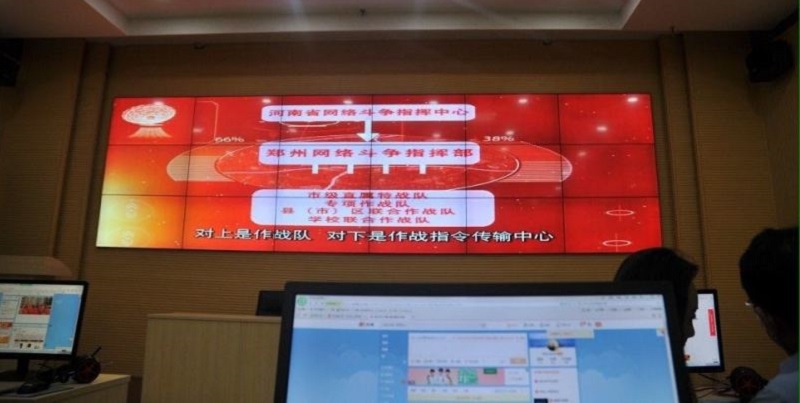 河南省网络斗争指挥中心
66%
38%
郑州网络斗争指挥部
市级直属特战队
专项作战队
县（市）区联合作战队
学校联合作战队
对上是作战队 对下是作战指令传输中心